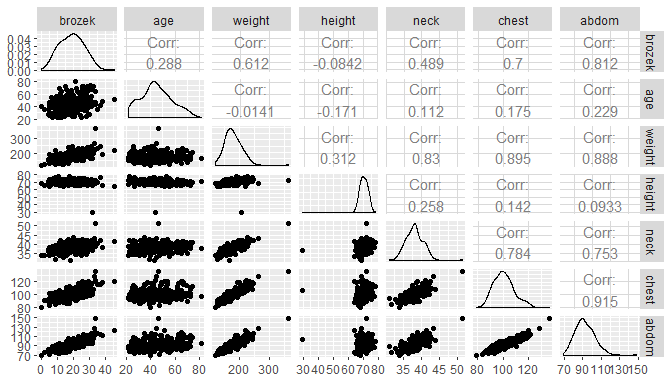 brozek age weight height neck chest abdom
0.04
0.03
0.02
0.01
0.00
Corr:
0.288
Corr:
0.612
Corr:
-0.0842
Corr:
0.489
Corr:
0.7
Corr:
0.812
brozek
80
60
40
20
Corr:
-0.0141
Corr:
-0.171
Corr:
0.112
Corr:
0.175
Corr:
0.229
age
300
200
Corr:
0.312
Corr:
0.83
Corr:
0.895
Corr:
0.888
weight
80
70
60
50
40
30
Corr:
0.258
Corr:
0.142
Corr:
0.0933
height
50
45
40
35
Corr:
0.784
Corr:
0.753
neck
120
100
80
Corr:
0.915
chest
150
130
110
90
70
abdom
0 10 20 30 40 20 40 60 80 200 300 30 40 50 60 70 80 35 40 45 50 80 100 120 70 90 110 130 150